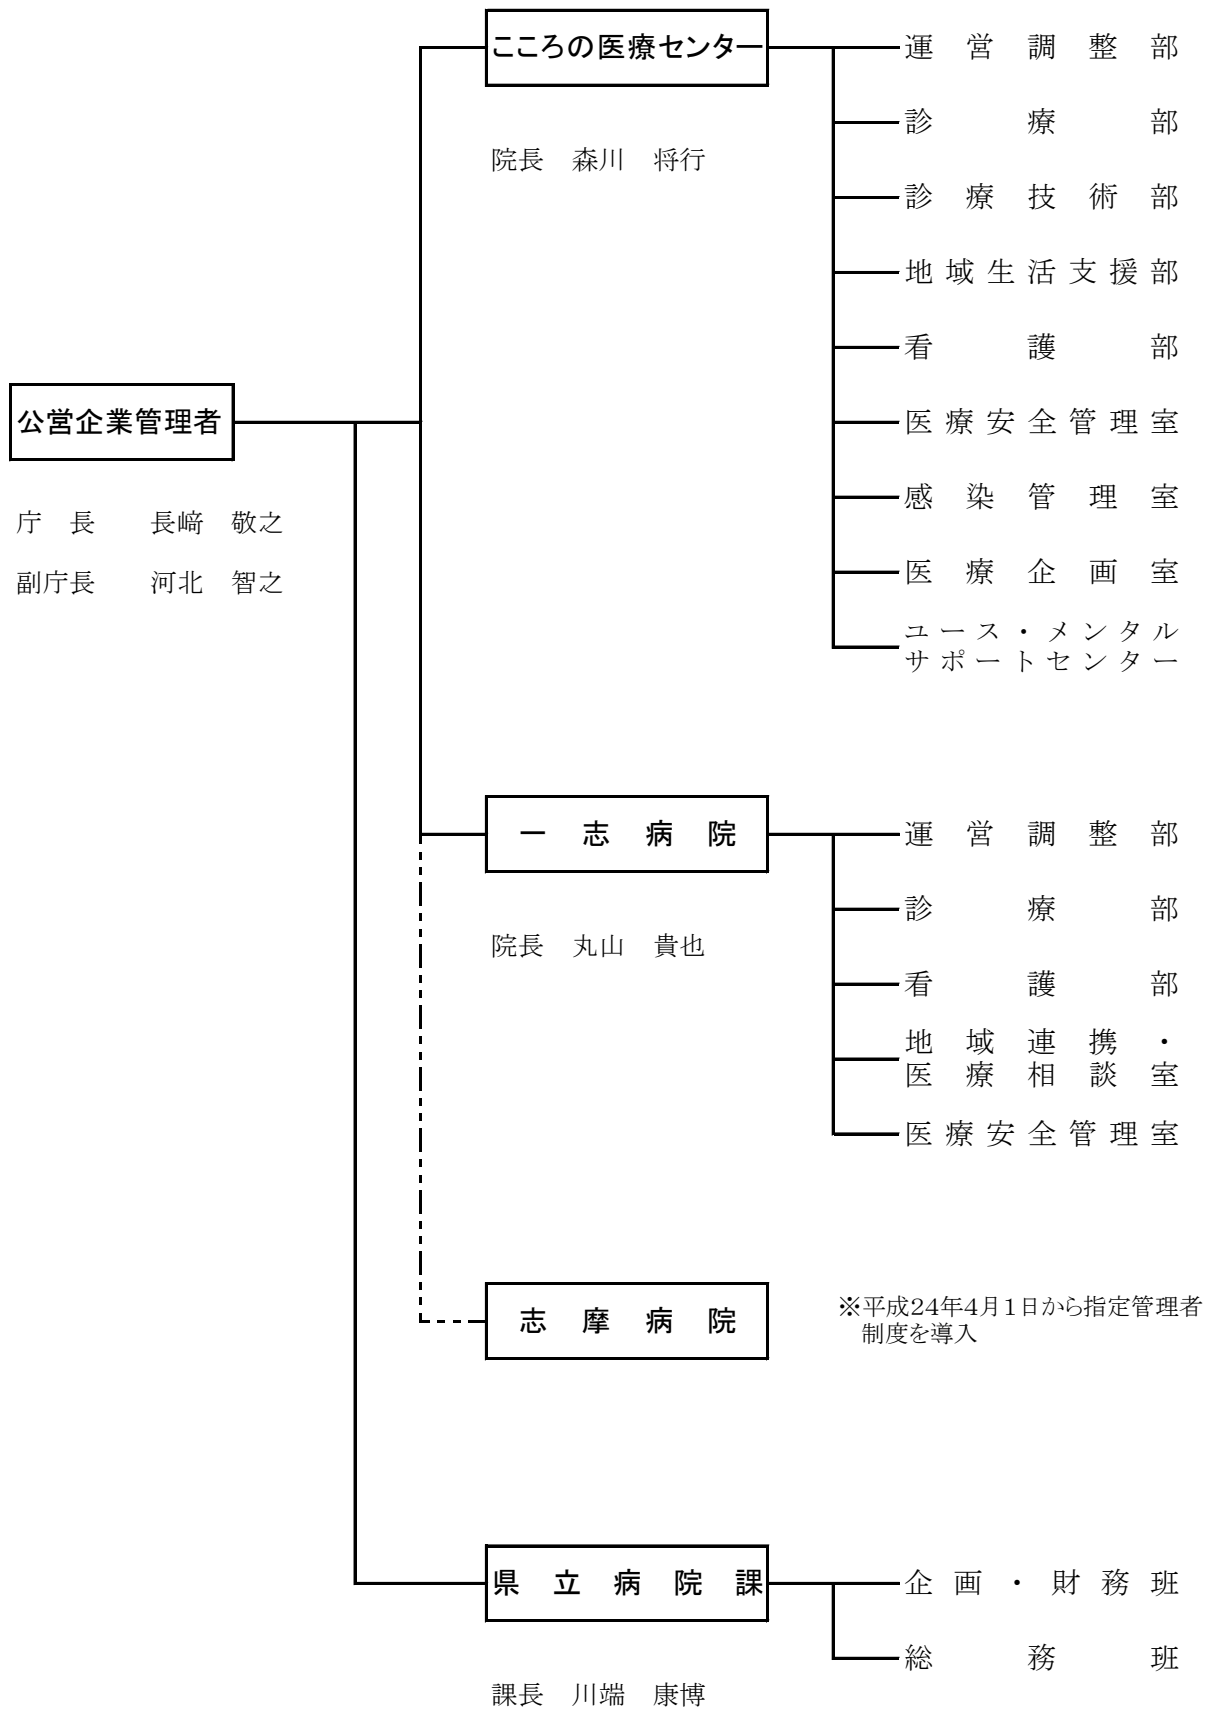 公営企業管理者
庁　長　　長﨑　敬之
副庁長　　河北　智之
こころの医療センター
院長　森川　将行
運営調整部
診療部
診療技術部
地域生活支援部
看護部
医療安全管理室
感染管理室
医療企画室
ユース・メンタル
サポートセンター
一志病院
院長　丸山　貴也
運営調整部
診療部
看護部
地域連携・
医療相談室
医療安全管理室
志摩病院
※平成24年4月1日から指定管理者
制度を導入
県立病院課
課長　川端　康博
企画・財務班
総務班